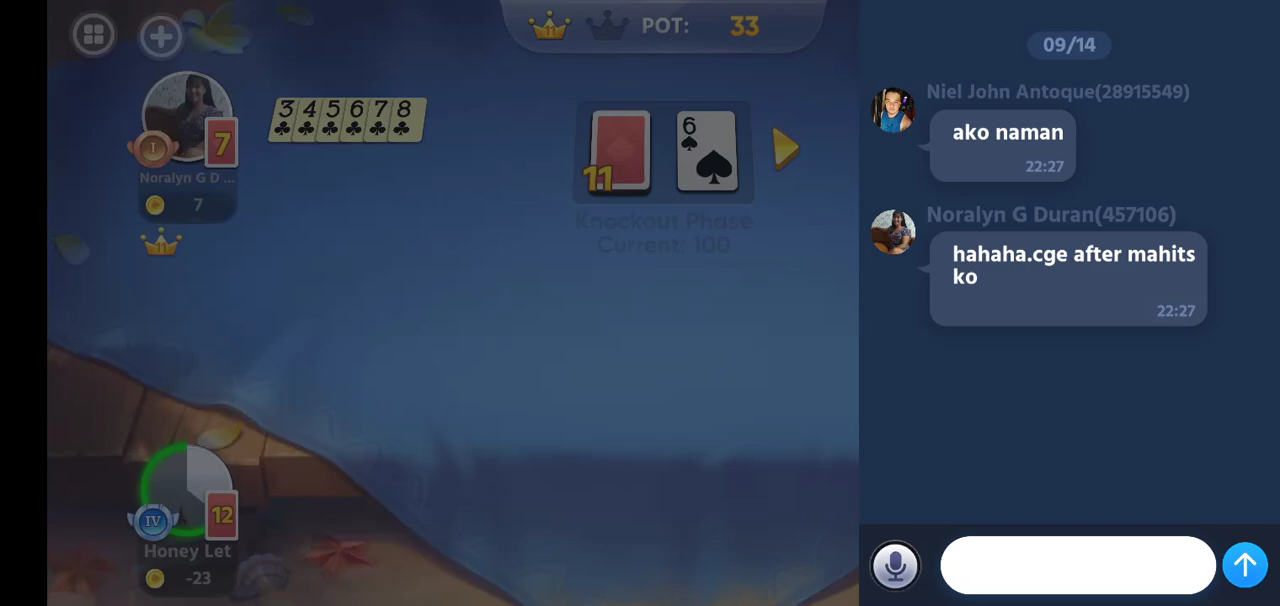 POT: 33
3 4 5 6 7 8
I
7
Noralyn G D ...
7
11
11
6
Knockout Phase
Current: 100
IV
12
Honey Let
-23
09/14
Niel John Antoque(28915549)
ako naman
22:27
Noralyn G Duran(457106)
hahaha.cge after mahits
ko
22:27